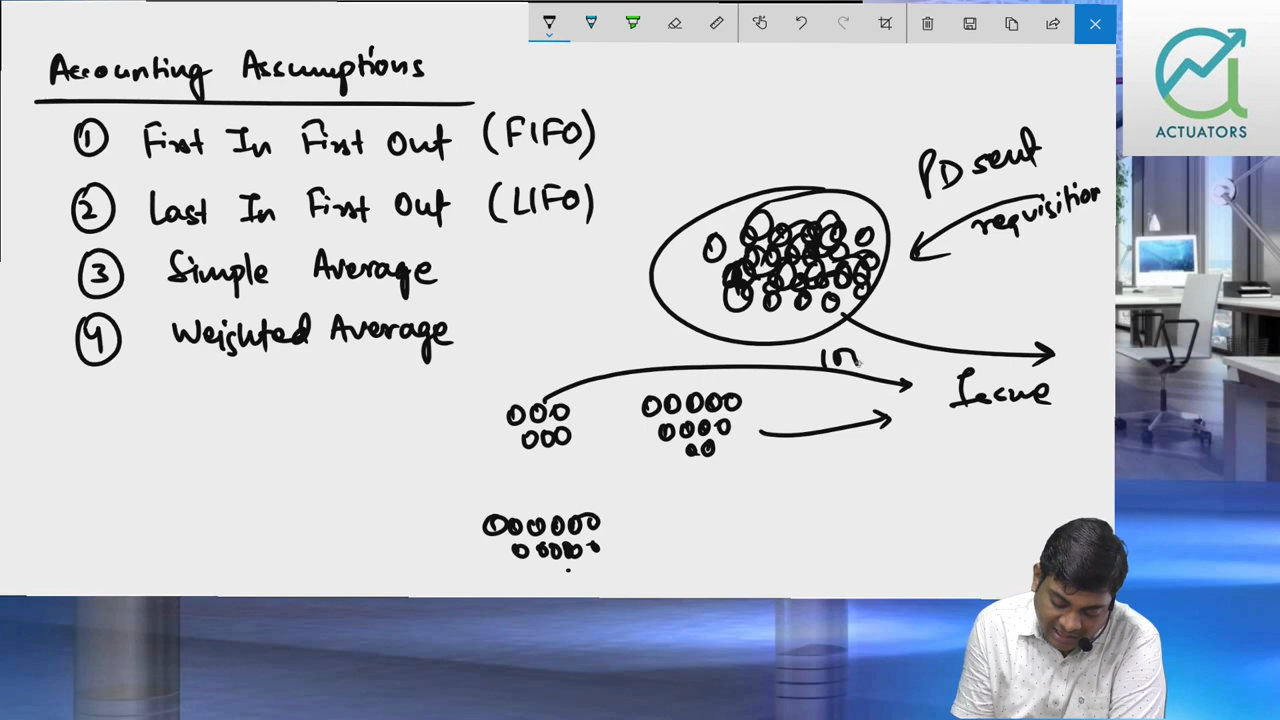 Accounting Assumptions
① First In First Out (FIFO)
② Last In First Out (LIFO)
③ Simple Average
④ Weighted Average
PD sent
requisition
Issue
ACTUATORS